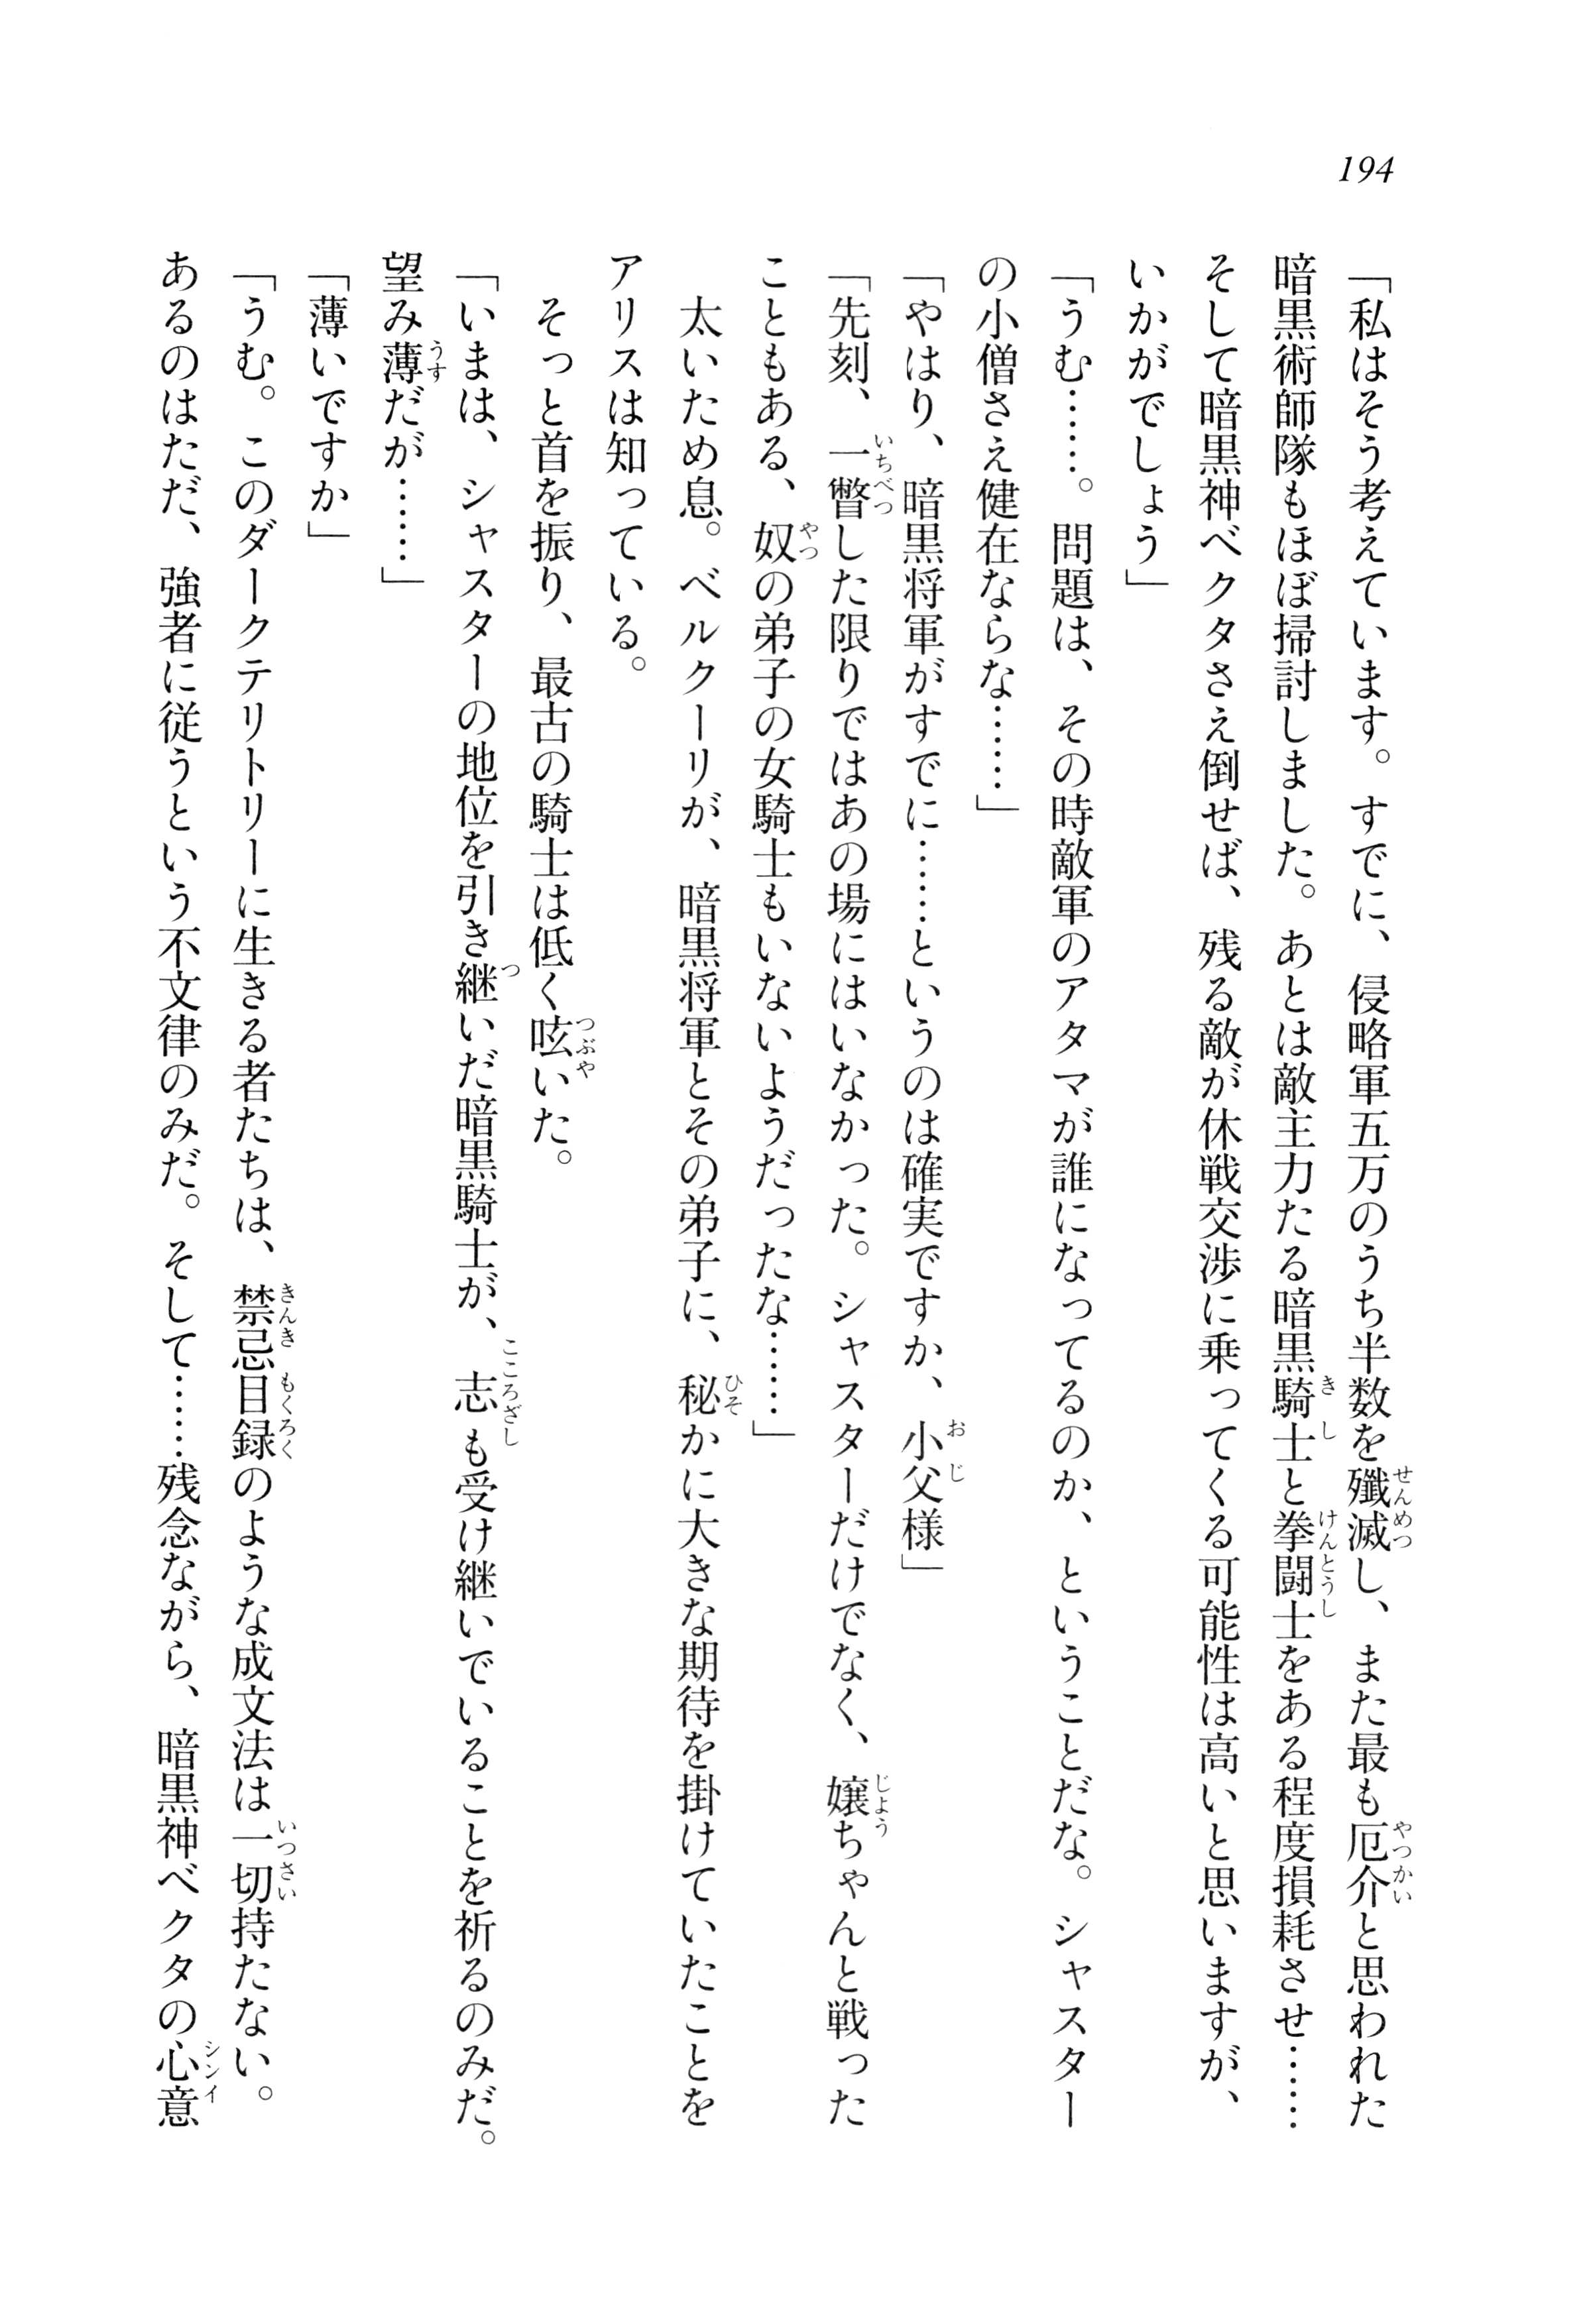 194
「私はそう考えています。すでに、侵略軍五万のうち半数を殲滅し、また最も厄介と思われた
暗黒術師隊もほぼ掃討しました。あとは敵主力たる暗黒騎士と拳闘士をある程度損耗させ……
そして暗黒神ベクタさえ倒せば、残る敵が休戦交渉に乗ってくる可能性は高いと思いますが、
いかがでしょう」
「うむ……。問題は、その時敵軍のアタマが誰になってるのか、ということだな。シャスター
の小僧さえ健在ならな……」
「やはり、暗黒将軍がすでに……というのは確実ですか、小父様」
「先刻、一瞥した限りではあの場にはいなかった。シャスターだけでなく、嬢ちゃんと戦った
こともある、奴の弟子の女騎士もいないようだったな……」
　太いため息。ベルクーリが、暗黒将軍とその弟子に、秘かに大きな期待を掛けていたことを
アリスは知っている。
　そっと首を振り、最古の騎士は低く呟いた。
「いまは、シャスターの地位を引き継いだ暗黒騎士が、志も受け継いでいることを祈るのみだ。
望み薄だが……」
「薄いですか」
「うむ。このダークテリトリーに生きる者たちは、禁忌目録のような成文法は一切持たない。
あるのはただ、強者に従うという不文律のみだ。そして……残念ながら、暗黒神ベクタの心意